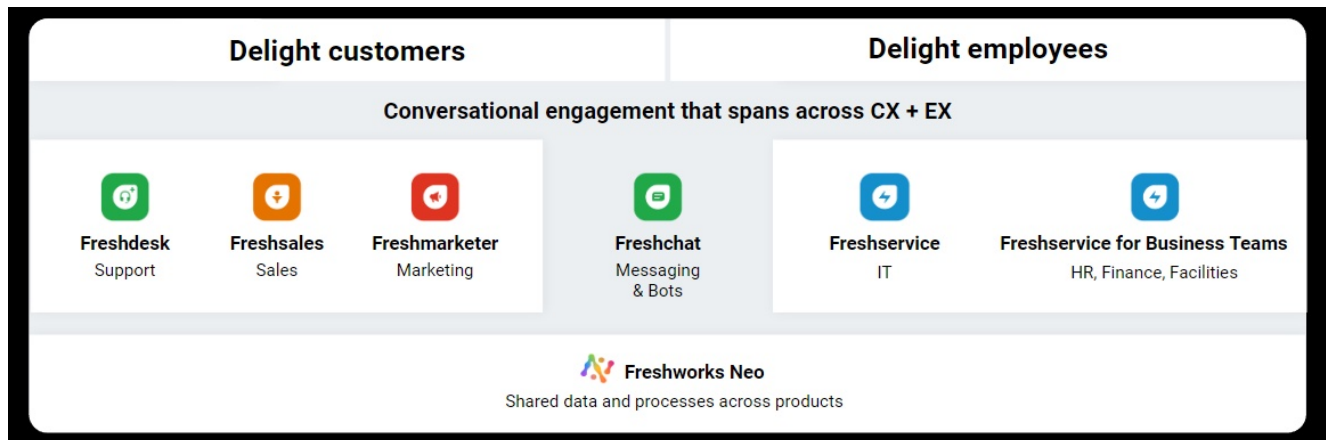 Delight customers
Delight employees
Conversational engagement that spans across CX + EX
Freshdesk
Support
Freshsales
Sales
Freshmarketer
Marketing
Freshchat
Messaging
& Bots
Freshservice
IT
Freshservice for Business Teams
HR, Finance, Facilities
Freshworks Neo
Shared data and processes across products